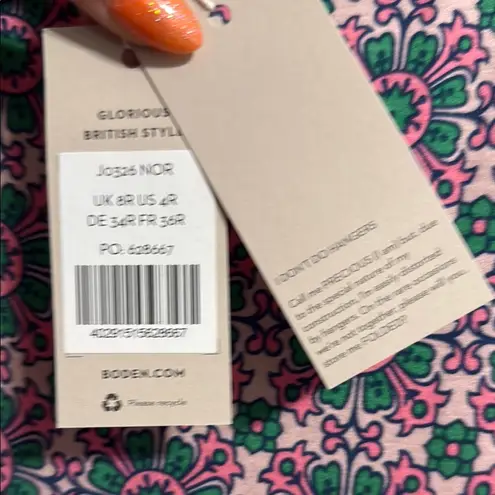 GLORIOUS
BRITISH STYLE
J0326 NOR
UK 8R US 4R
DE 34R FR 36R
PO: 628667
40291515628667
BODEN.COM
Please recycle
I DON'T DO HANGERS
Call me PRECIOUS (I am) but, due
to the special nature of my
construction, I'm easily distorted
by hangers. On the rare occasions
we're not together, please will you
store me FOLDED?